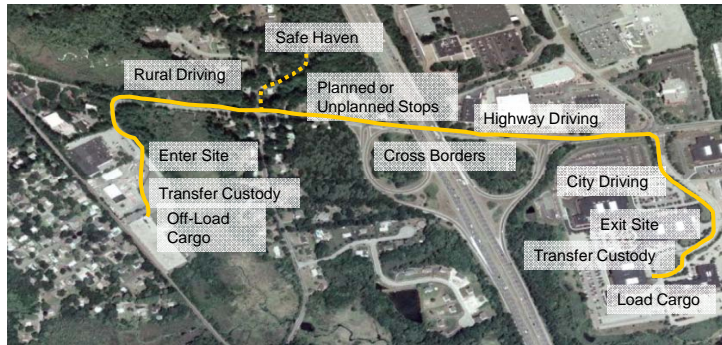 Safe Haven
Rural Driving
Planned or
Unplanned Stops
Highway Driving
Enter Site
Cross Borders
City Driving
Transfer Custody
Off-Load
Cargo
Exit Site
Transfer Custody
Load Cargo